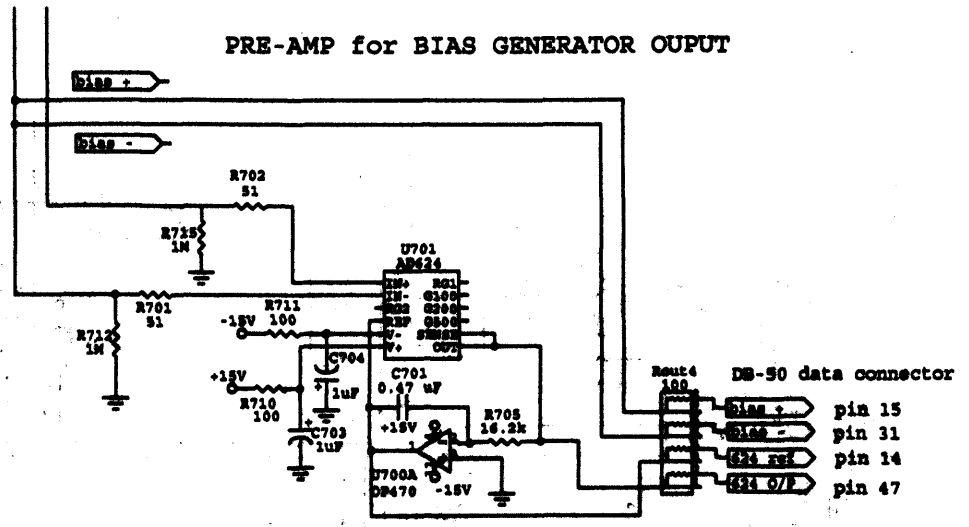 PRE-AMP for BIAS GENERATOR OUPUT
bias +
bias -
R702
51
R715
1M
U701
AD624
IN+
IN-
RG2
REF
V-
V+
RG1
G100
G200
G500
SENSE
OUT
R701
51
R712
1M
-15V
R711
100
C704
1uF
+15V
R710
100
C703
1uF
C701
0.47 uF
+15V
R705
16.2k
U700A
OP470
-15V
1
Rout4
100
DB-50 data connector
bias + pin 15
bias - pin 31
624 ref pin 14
624 O/P pin 47